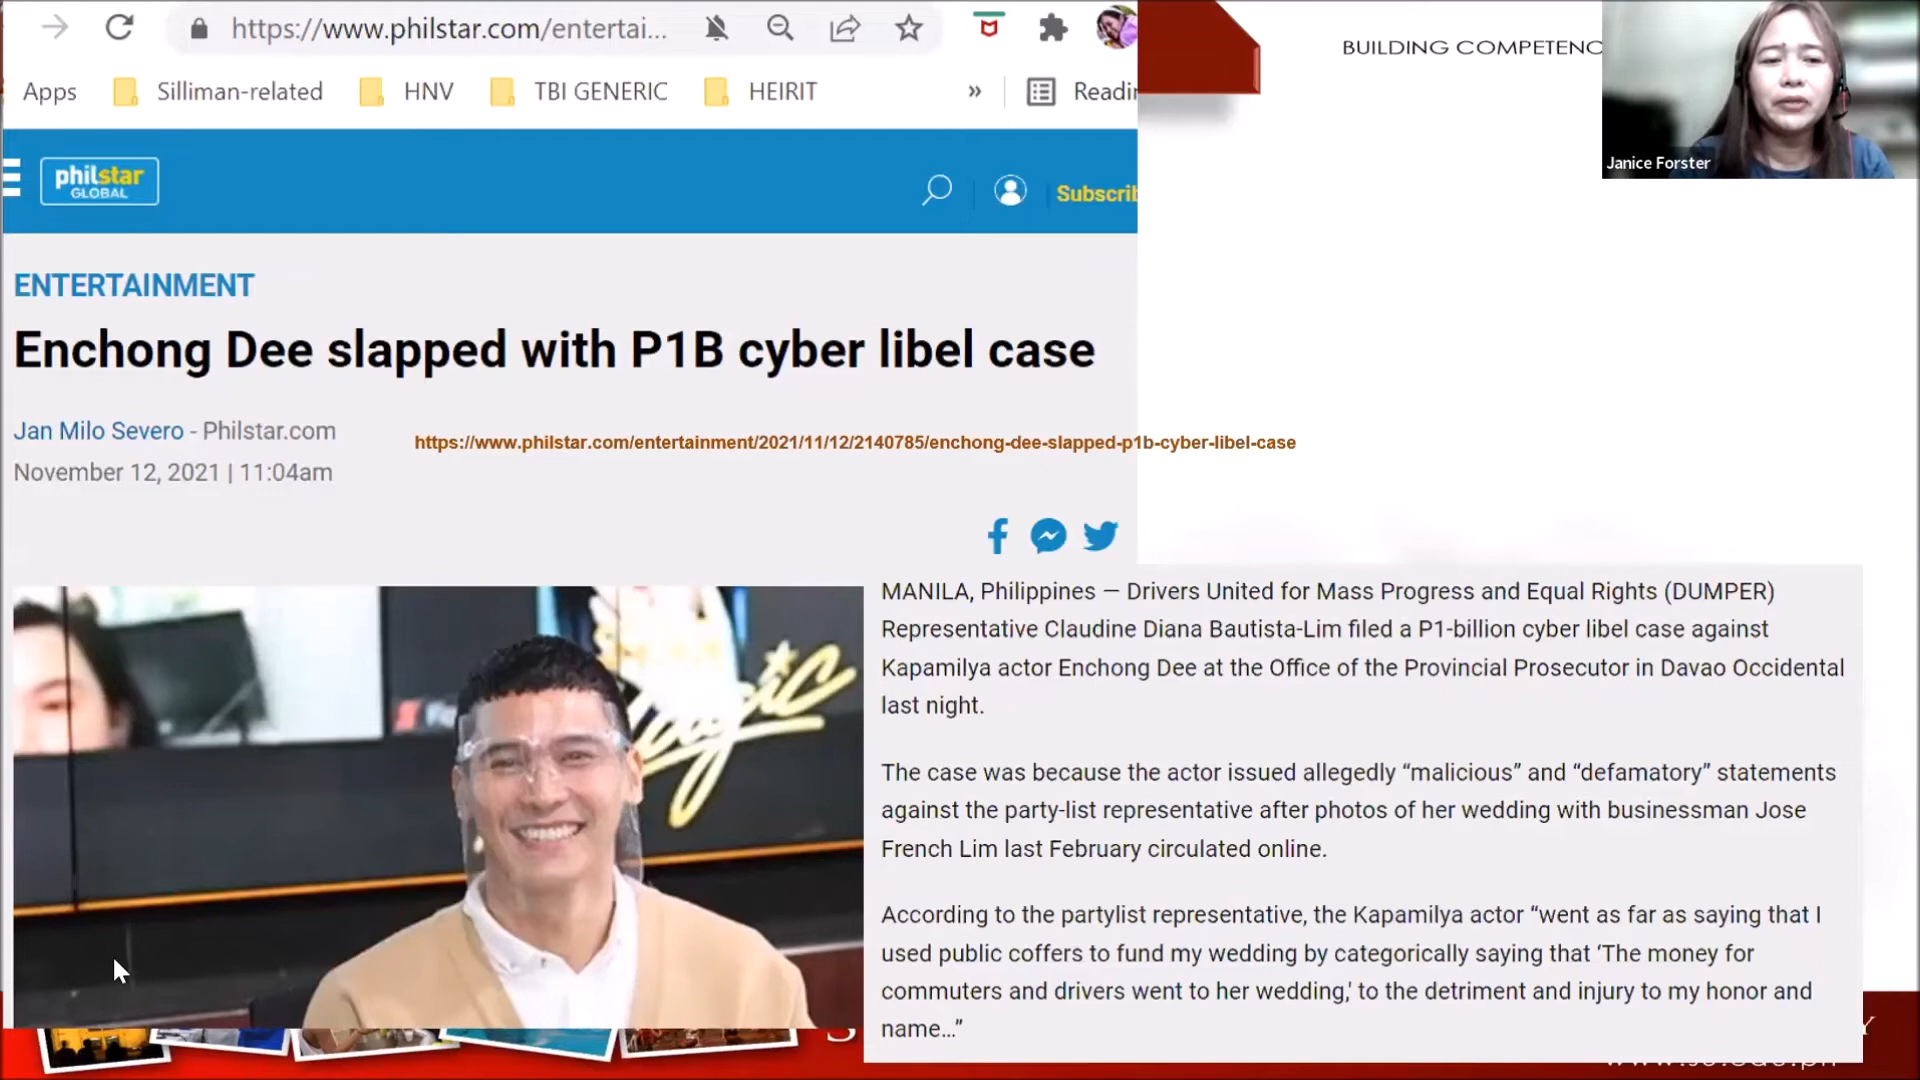 https://www.philstar.com/entertai...
BUILDING COMPETENC
Janice Forster
Apps
Silliman-related
HNV
TBI GENERIC
HEIRIT
»
Readin
philstar
GLOBAL
Subscrib
ENTERTAINMENT
Enchong Dee slapped with P1B cyber libel case
Jan Milo Severo - Philstar.com
https://www.philstar.com/entertainment/2021/11/12/2140785/enchong-dee-slapped-p1b-cyber-libel-case
November 12, 2021 | 11:04am
MANILA, Philippines — Drivers United for Mass Progress and Equal Rights (DUMPER)
Representative Claudine Diana Bautista-Lim filed a P1-billion cyber libel case against
Kapamilya actor Enchong Dee at the Office of the Provincial Prosecutor in Davao Occidental
last night.
The case was because the actor issued allegedly “malicious” and “defamatory” statements
against the party-list representative after photos of her wedding with businessman Jose
French Lim last February circulated online.
According to the partylist representative, the Kapamilya actor “went as far as saying that I
used public coffers to fund my wedding by categorically saying that ‘The money for
commuters and drivers went to her wedding,' to the detriment and injury to my honor and
name…”
Magic
S
Y